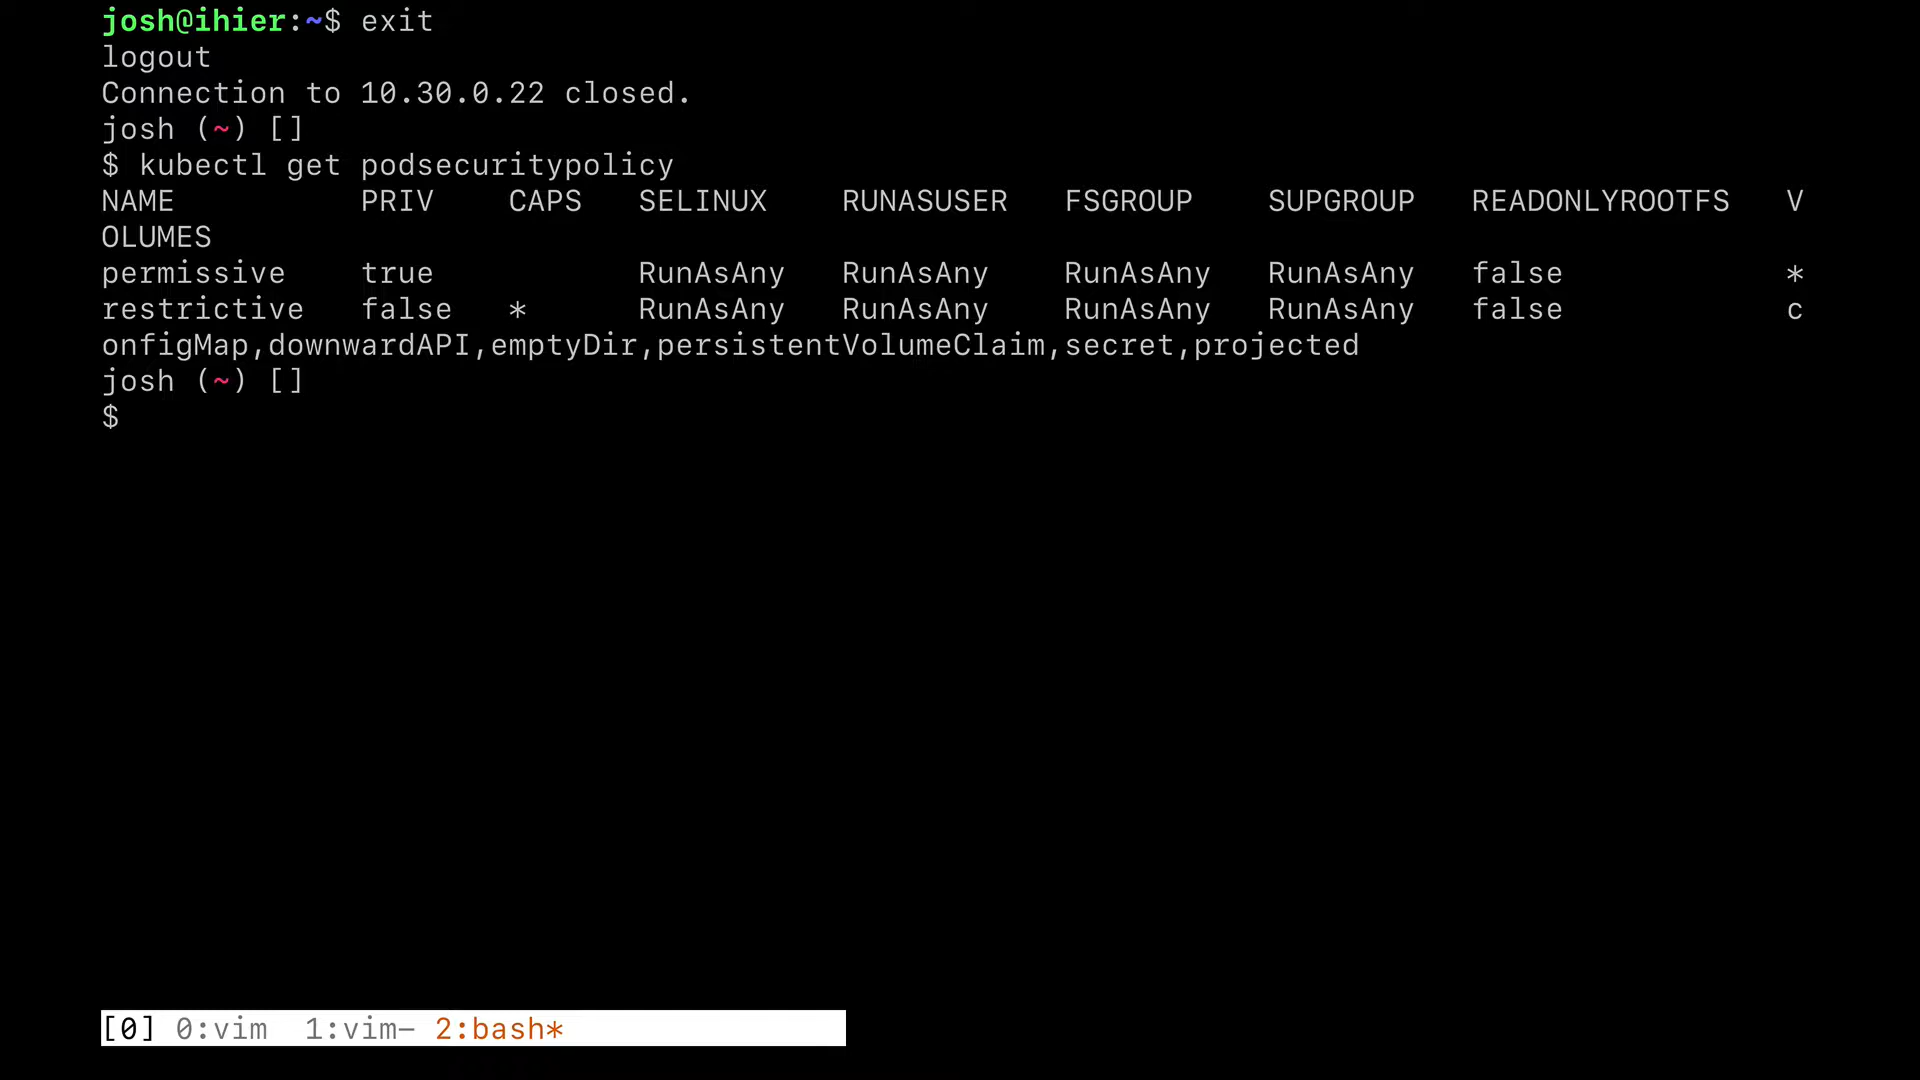 josh@ihier:~$ exit
logout
Connection to 10.30.0.22 closed.
josh (~) []
$ kubectl get podsecuritypolicy
NAME          PRIV    CAPS   SELINUX    RUNASUSER   FSGROUP    SUPGROUP   READONLYROOTFS   V
OLUMES
permissive    true           RunAsAny   RunAsAny    RunAsAny   RunAsAny   false            *
restrictive   false   *      RunAsAny   RunAsAny    RunAsAny   RunAsAny   false            c
onfigMap,downwardAPI,emptyDir,persistentVolumeClaim,secret,projected
josh (~) []
$
[0] 0:vim  1:vim- 2:bash*